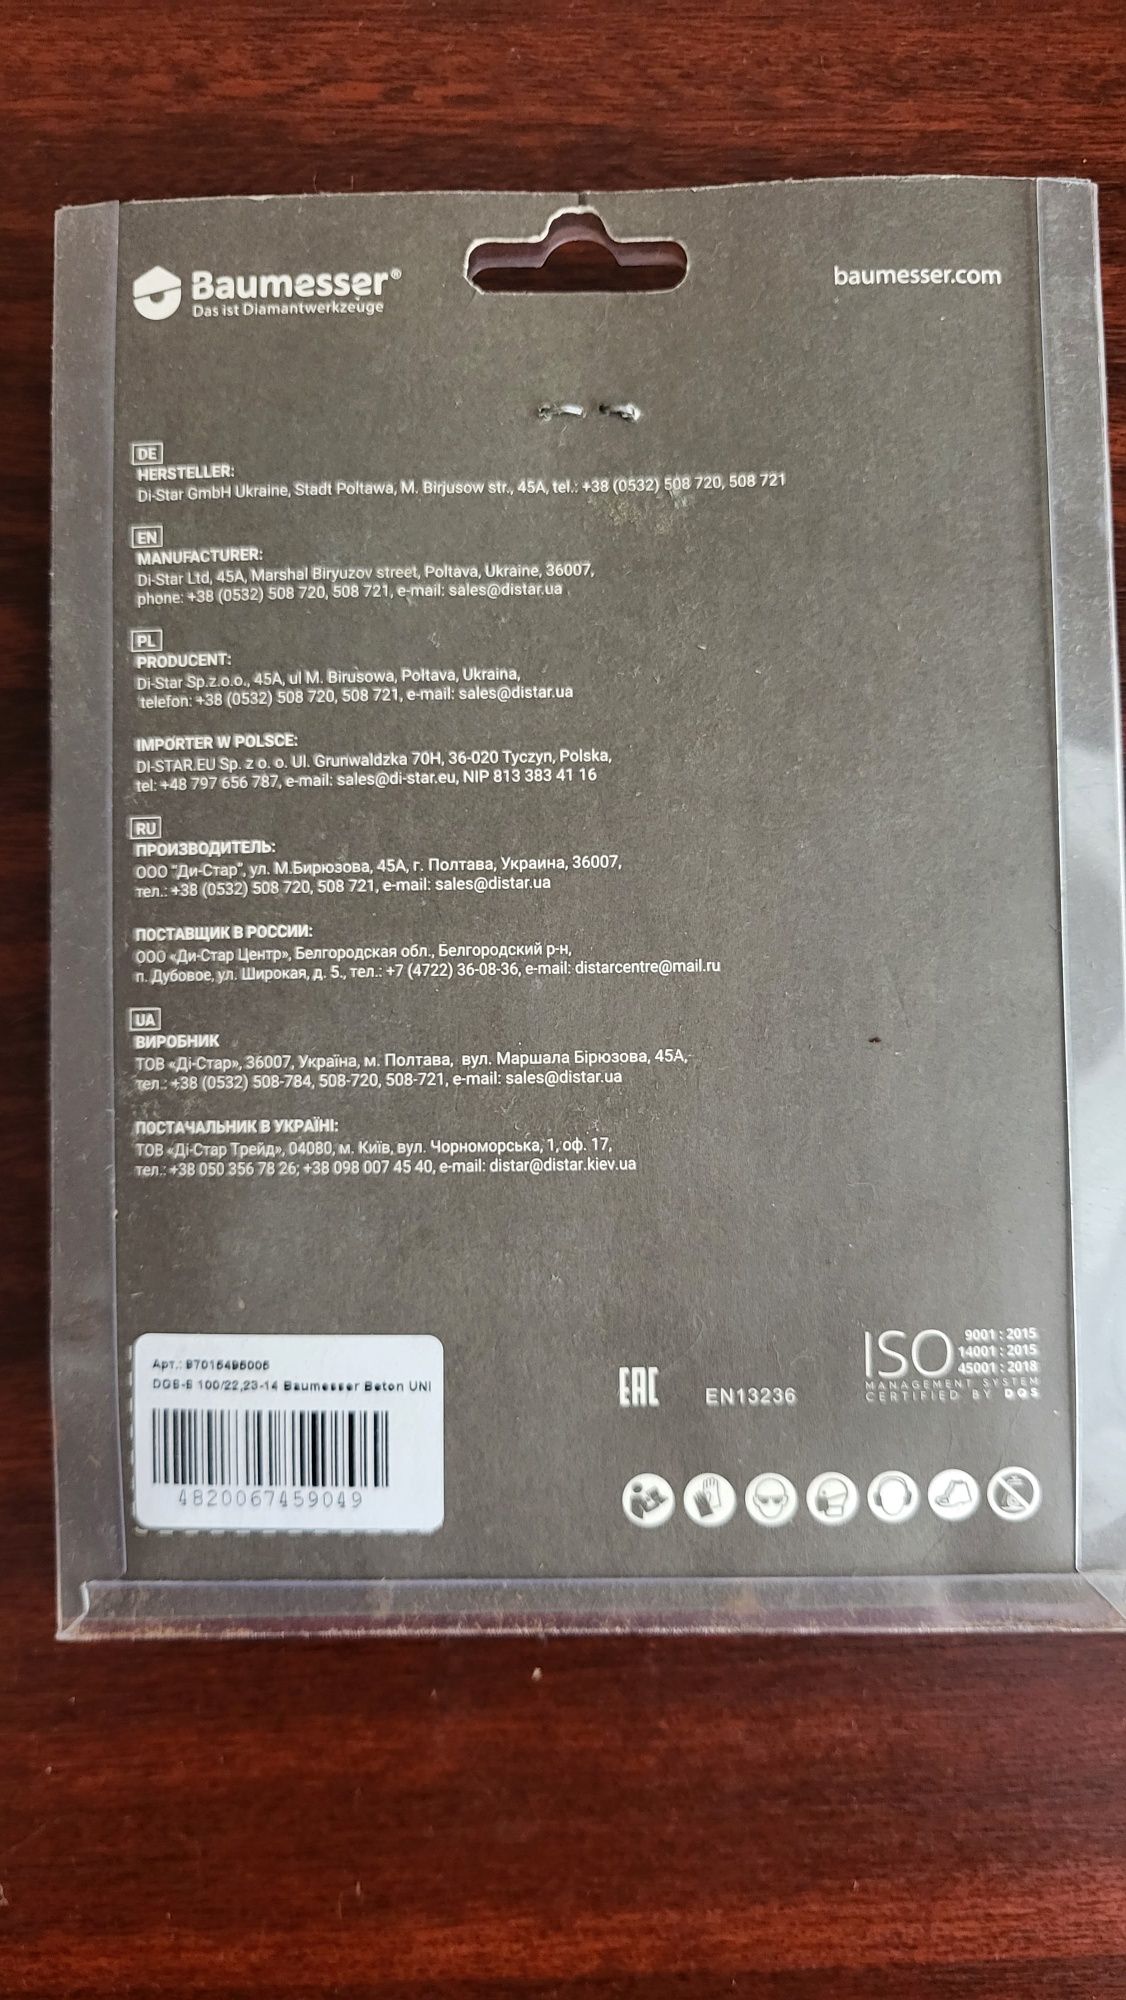 Baumesser®
Das ist Diamantwerkzeuge
baumesser.com
DE
HERSTELLER:
Di-Star GmbH Ukraine, Stadt Poltawa, M. Birjusow str., 45A, tel.: +38 (0532) 508 720, 508 721
EN
MANUFACTURER:
Di-Star Ltd, 45A, Marshal Biryuzov street, Poltava, Ukraine, 36007,
phone: +38 (0532) 508 720, 508 721, e-mail: sales@distar.ua
PL
PRODUCENT:
Di-Star Sp.z.o.o., 45A, ul M. Birusowa, Poltava, Ukraina,
telefon: +38 (0532) 508 720, 508 721, e-mail: sales@distar.ua
IMPORTER W POLSCE:
DI-STAR.EU Sp. z o. o. Ul. Grunwaldzka 70H, 36-020 Tyczyn, Polska,
tel: +48 797 656 787, e-mail: sales@di-star.eu, NIP 813 383 41 16
RU
ПРОИЗВОДИТЕЛЬ:
ООО "Ди-Стар", ул. М.Бирюзова, 45А, г. Полтава, Украина, 36007,
тел.: +38 (0532) 508 720, 508 721, e-mail: sales@distar.ua
ПОСТАВЩИК В РОССИИ:
ООО «Ди-Стар Центр», Белгородская обл., Белгородский р-н,
п. Дубовое, ул. Широкая, д. 5., тел.: +7 (4722) 36-08-36, e-mail: distarcentre@mail.ru
UA
ВИРОБНИК
ТОВ «Ді-Стар», 36007, Україна, м. Полтава, вул. Маршала Бірюзова, 45А,
тел.: +38 (0532) 508-784, 508-720, 508-721, e-mail: sales@distar.ua
ПОСТАЧАЛЬНИК В УКРАЇНІ:
ТОВ «Ді-Стар Трейд», 04080, м. Київ, вул. Чорноморська, 1, оф. 17,
тел.: +38 050 356 78 26; +38 098 007 45 40, e-mail: distar@distar.kiev.ua
Арт.: 97015495005
DGS-S 100/22,23-14 Baumesser Beton UNI
4820067459049
EAC
EN13236
ISO
9001 : 2015
14001 : 2015
45001 : 2018
MANAGEMENT SYSTEM
CERTIFIED BY DQS